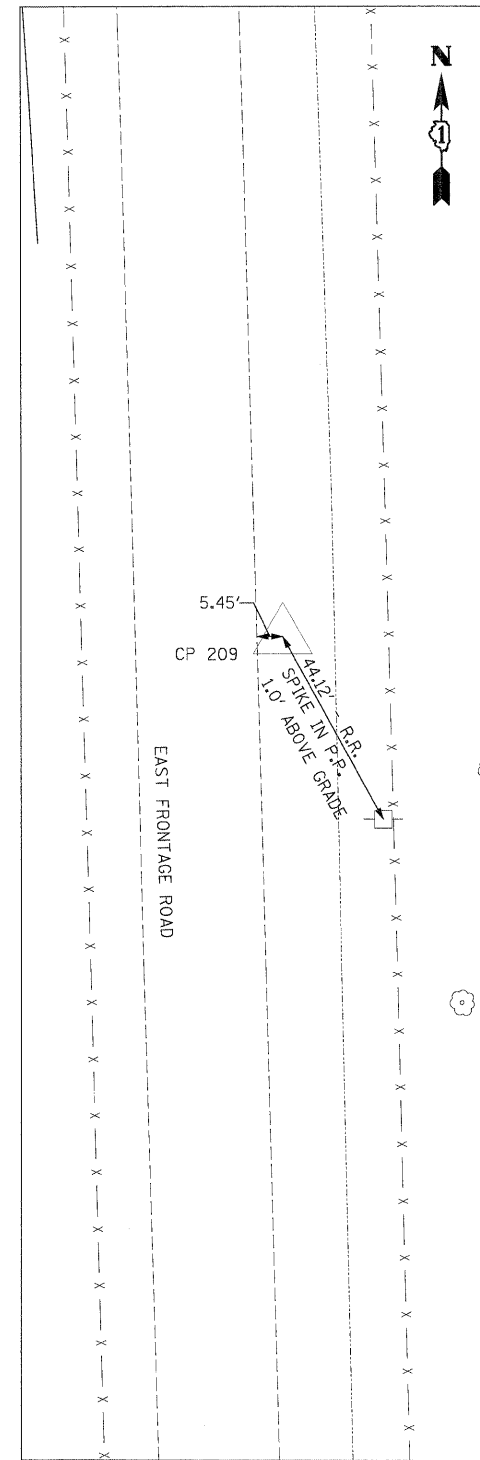 N
1
5.45'
CP 209
44.12' R.R.
SPIKE IN P.P.
1.0' ABOVE GRADE
EAST FRONTAGE ROAD